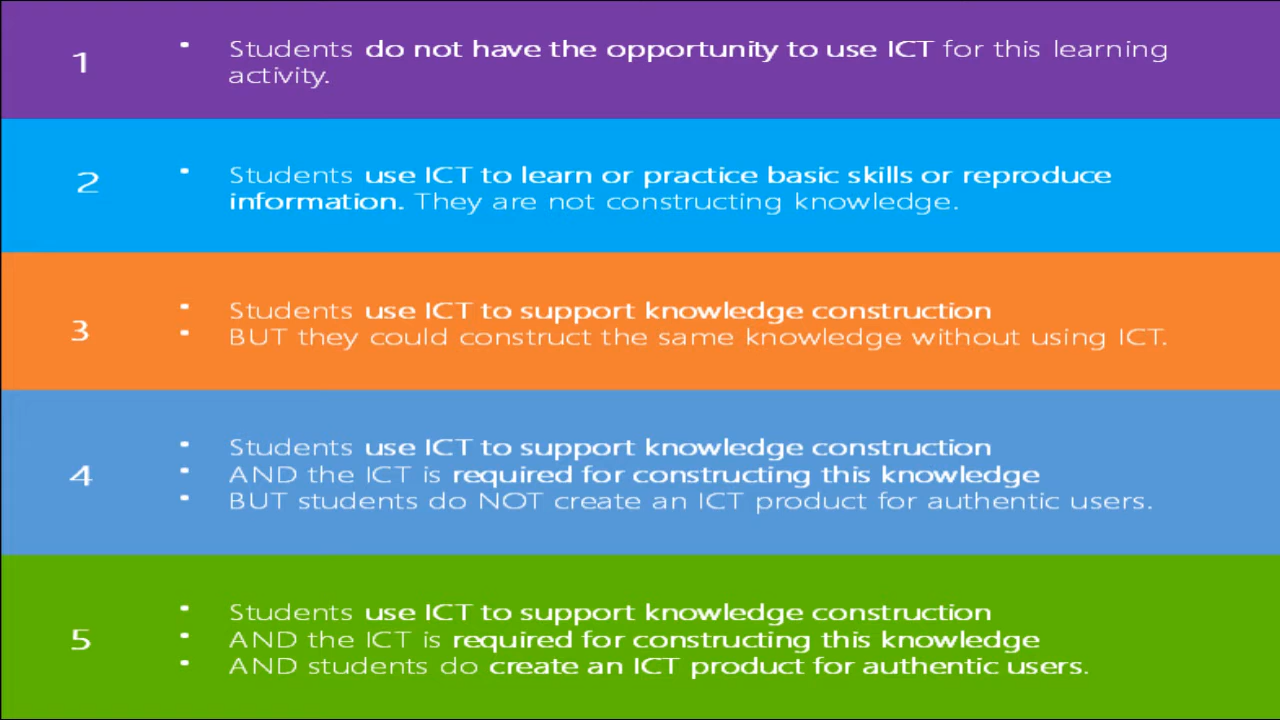 1
• Students do not have the opportunity to use ICT for this learning
activity.
2
• Students use ICT to learn or practice basic skills or reproduce
information. They are not constructing knowledge.
3
• Students use ICT to support knowledge construction
• BUT they could construct the same knowledge without using ICT.
4
• Students use ICT to support knowledge construction
• AND the ICT is required for constructing this knowledge
• BUT students do NOT create an ICT product for authentic users.
5
• Students use ICT to support knowledge construction
• AND the ICT is required for constructing this knowledge
• AND students do create an ICT product for authentic users.